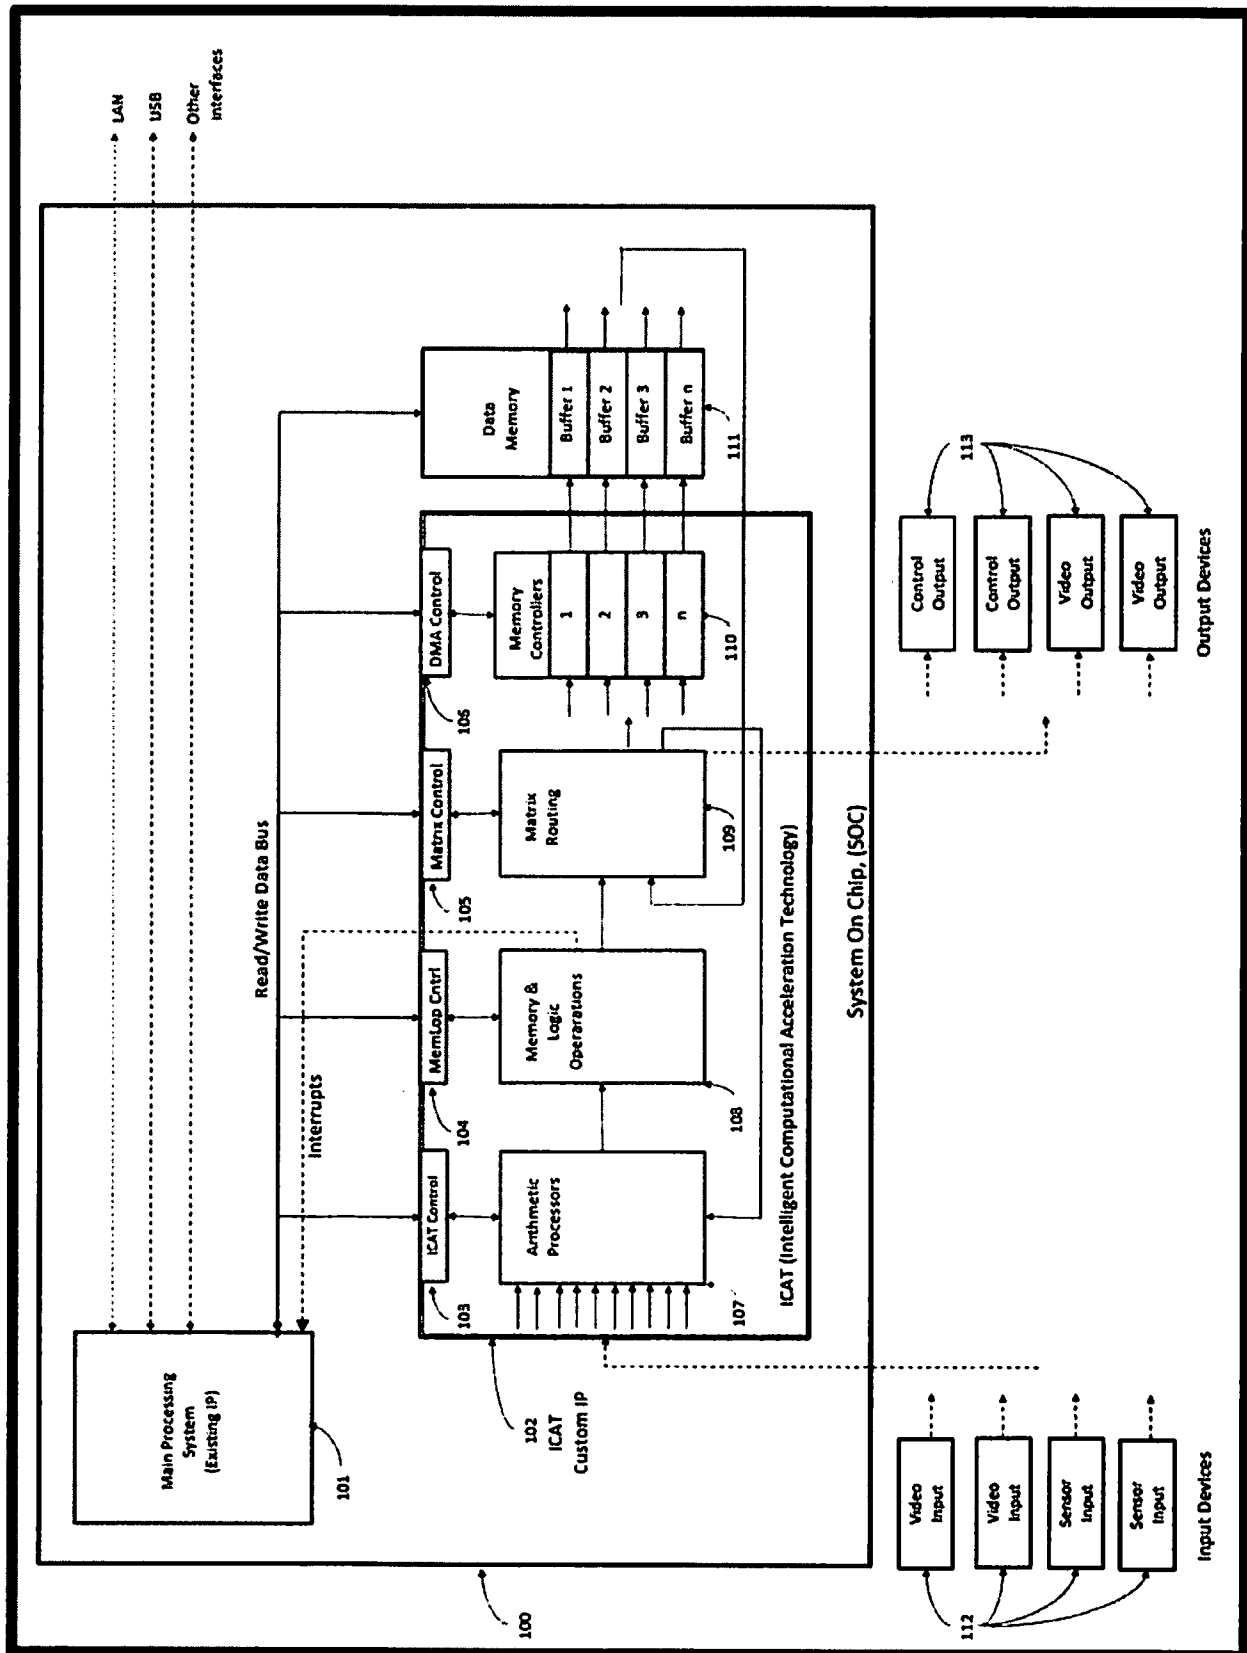 LAN
USB
Other
Interfaces
Main Processing
System
(Existing IP)
101
Read/Write Data Bus
Interrupts
102
ICAT
Custom IP
ICAT Control
103
MemLop Cntrl
104
Matrix Control
105
DMA Control
106
Arithmetic
Processors
107
Memory &
Logic
Operarations
108
Matrix
Routing
109
Memory
Controllers
1
2
3
n
110
Data
Memory
Buffer 1
Buffer 2
Buffer 3
Buffer n
111
ICAT (Intelligent Computational Acceleration Technology)
System On Chip, (SOC)
100
112
Video
Input
Video
Input
Sensor
Input
Sensor
Input
Input Devices
113
Control
Output
Control
Output
Video
Output
Video
Output
Output Devices